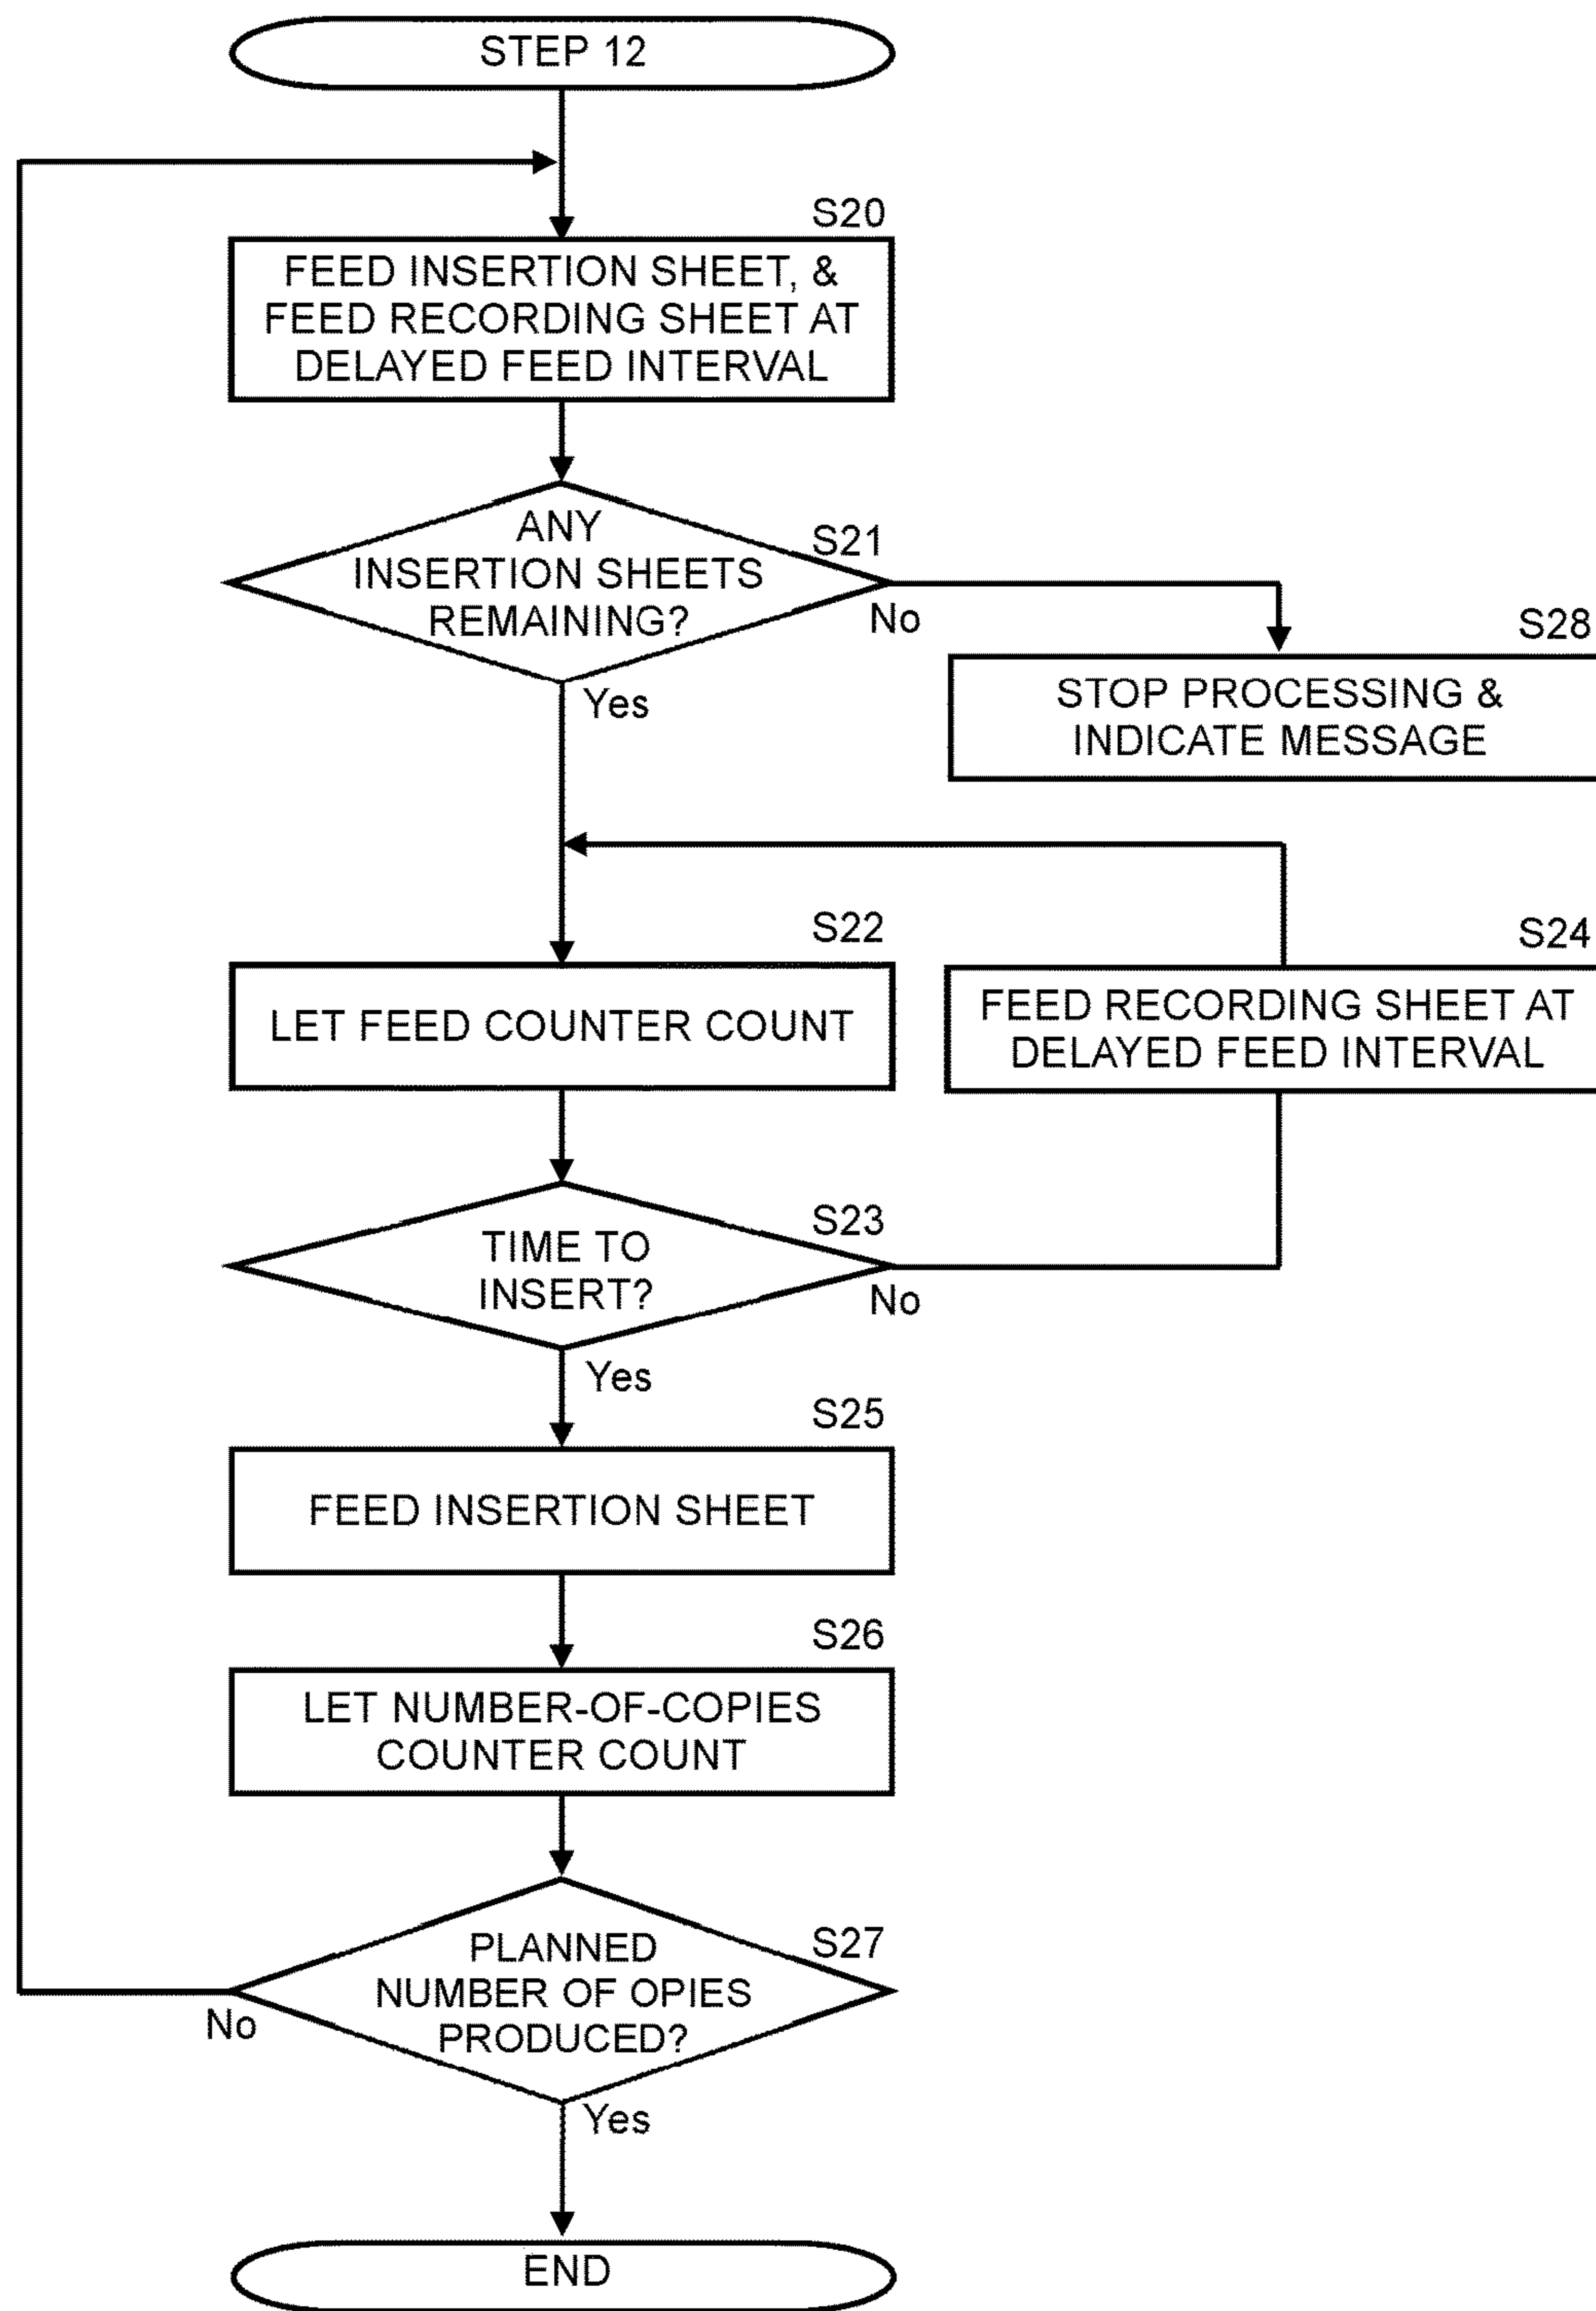 STEP 12
S20
FEED INSERTION SHEET, &
FEED RECORDING SHEET AT
DELAYED FEED INTERVAL
S21
ANY
INSERTION SHEETS
REMAINING?
No
Yes
S28
STOP PROCESSING &
INDICATE MESSAGE
S22
LET FEED COUNTER COUNT
S24
FEED RECORDING SHEET AT
DELAYED FEED INTERVAL
S23
TIME TO
INSERT?
No
Yes
S25
FEED INSERTION SHEET
S26
LET NUMBER-OF-COPIES
COUNTER COUNT
S27
PLANNED
NUMBER OF OPIES
PRODUCED?
No
Yes
END